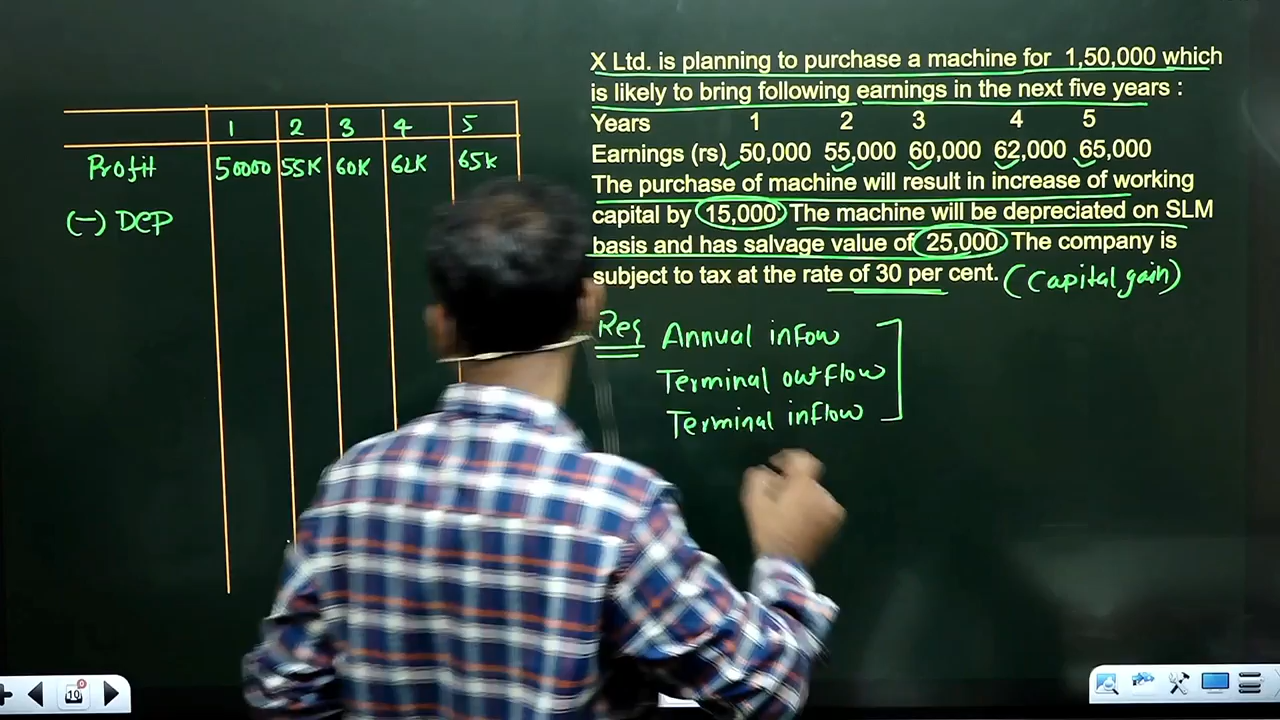 1 2 3 4 5
Profit 50000 55K 60K 62K 65K
(-) DEP
X Ltd. is planning to purchase a machine for 1,50,000 which
is likely to bring following earnings in the next five years :
Years 1 2 3 4 5
Earnings (rs) 50,000 55,000 60,000 62,000 65,000
The purchase of machine will result in increase of working
capital by 15,000. The machine will be depreciated on SLM
basis and has salvage value of 25,000. The company is
subject to tax at the rate of 30 per cent. (Capital gain)
Req Annual infow
Terminal outflow
Terminal inflow
10